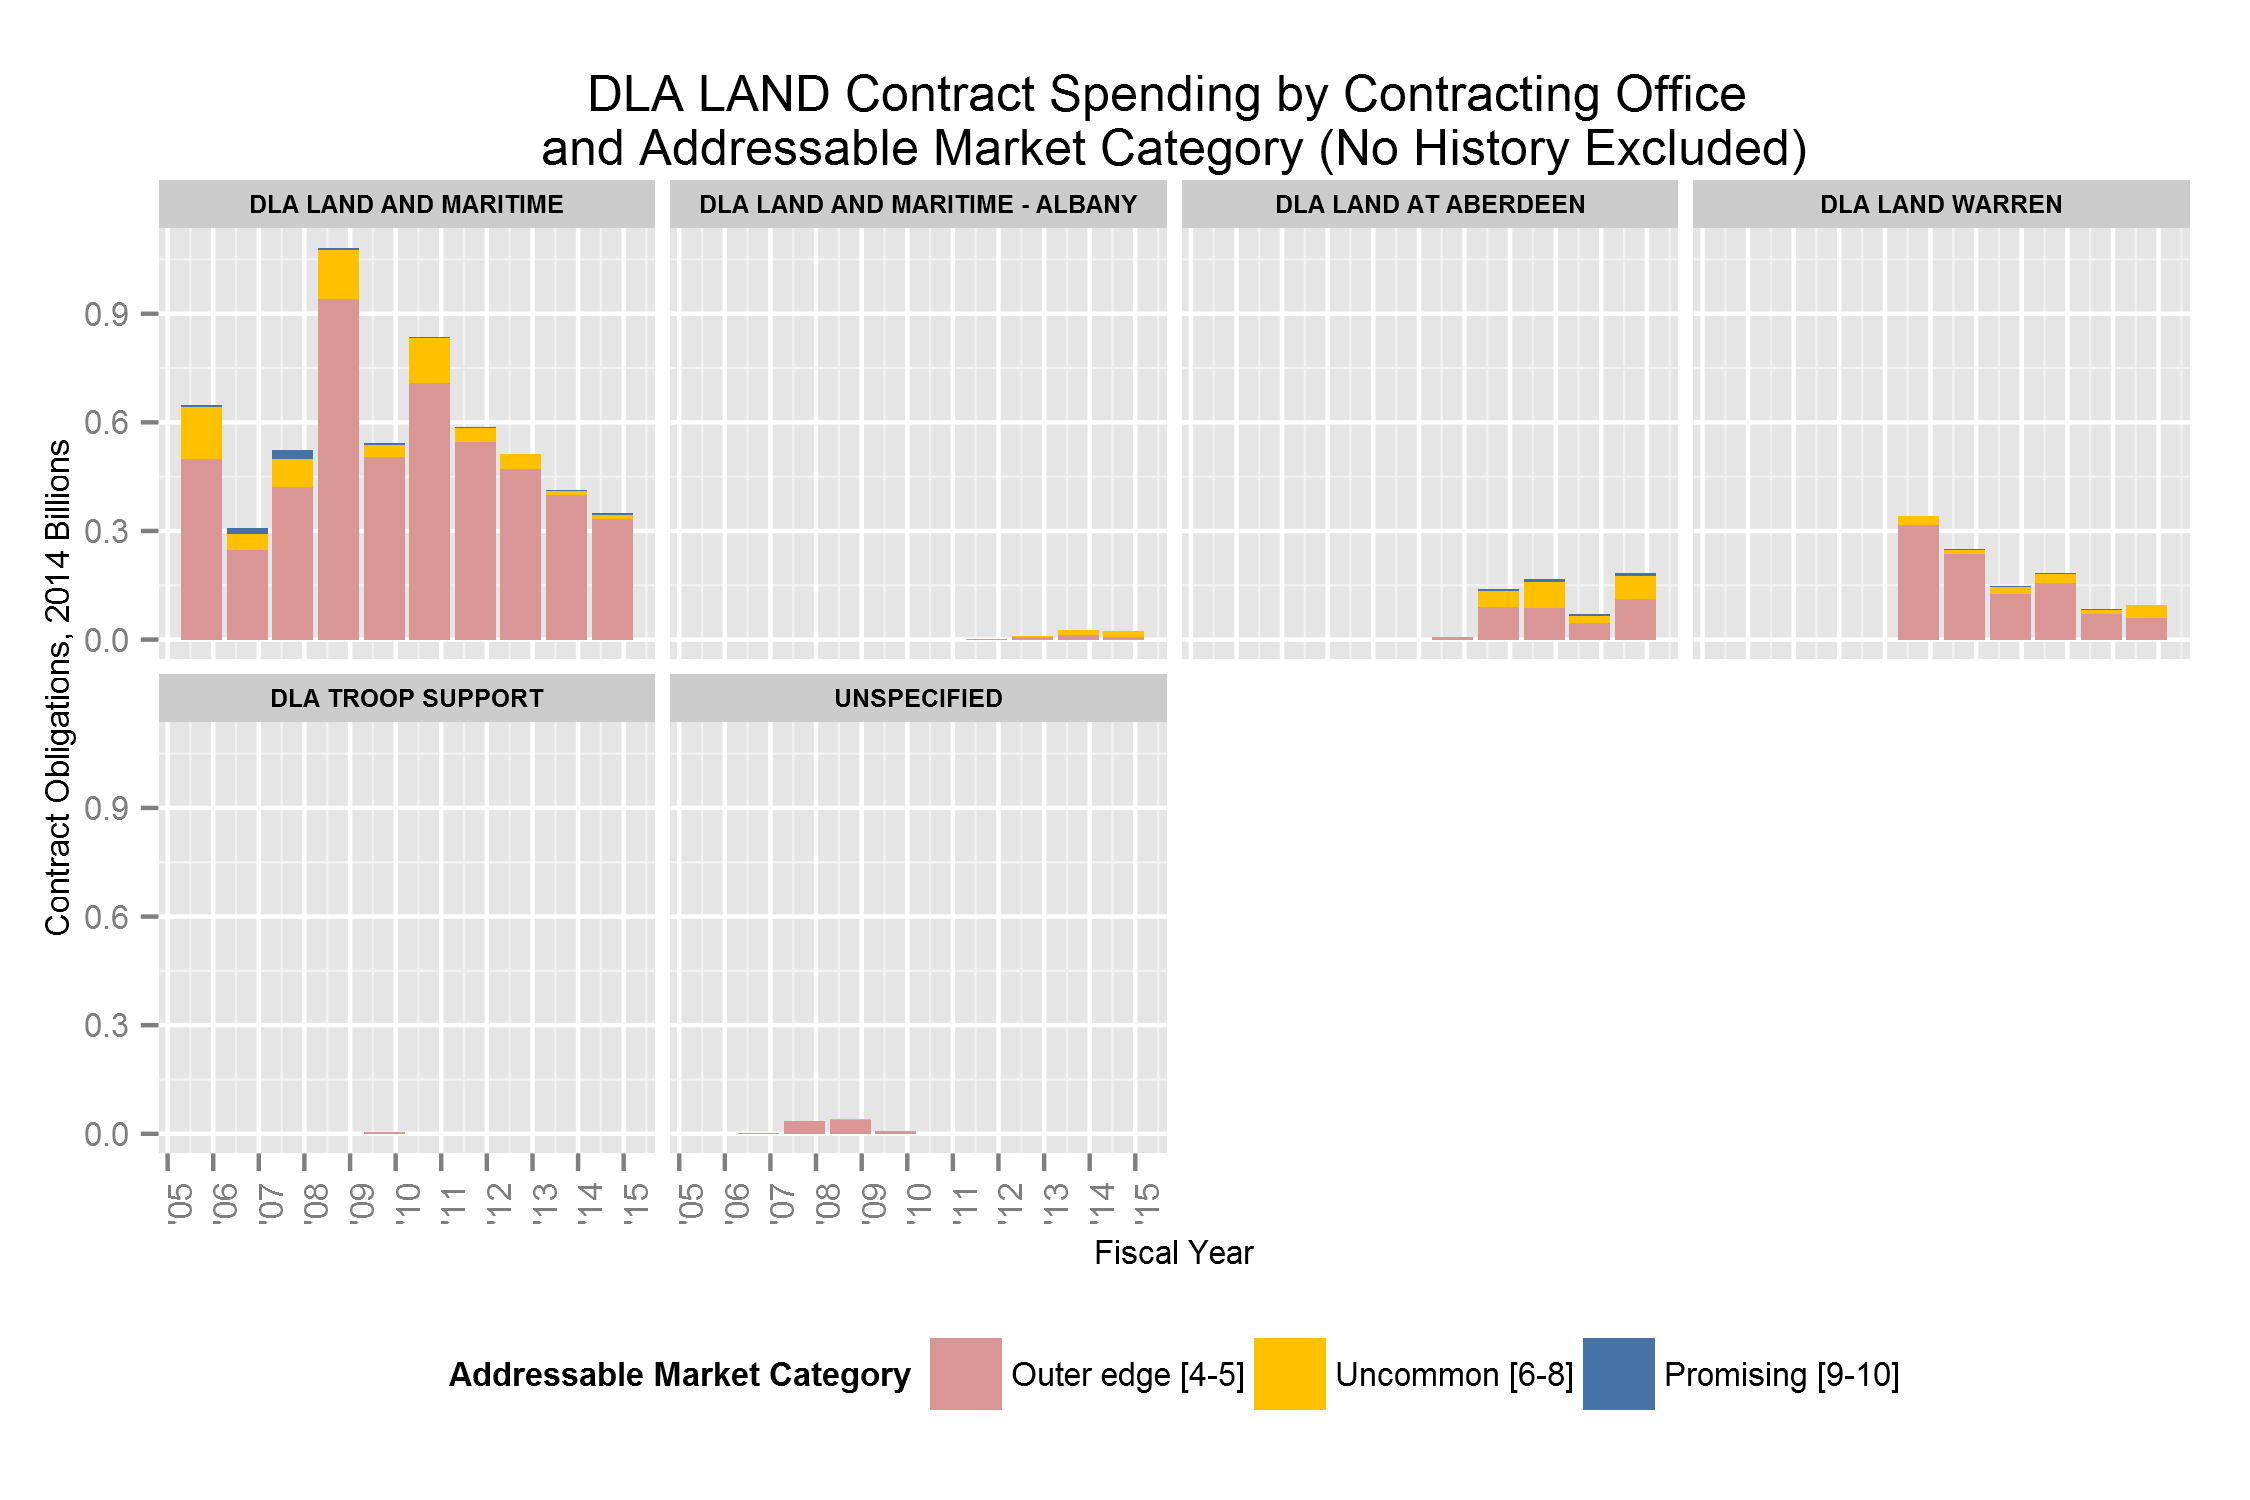 DLA LAND Contract Spending by Contracting Office
and Addressable Market Category (No History Excluded)
DLA LAND AND MARITIME
DLA LAND AND MARITIME - ALBANY
DLA LAND AT ABERDEEN
DLA LAND WARREN
0.9
0.6
0.3
0.0
Contract Obligations, 2014 Billions
DLA TROOP SUPPORT
UNSPECIFIED
0.9
0.6
0.3
0.0
'05
'06
'07
'08
'09
'10
'11
'12
'13
'14
'15
'05
'06
'07
'08
'09
'10
'11
'12
'13
'14
'15
Fiscal Year
Addressable Market Category
Outer edge [4-5]
Uncommon [6-8]
Promising [9-10]